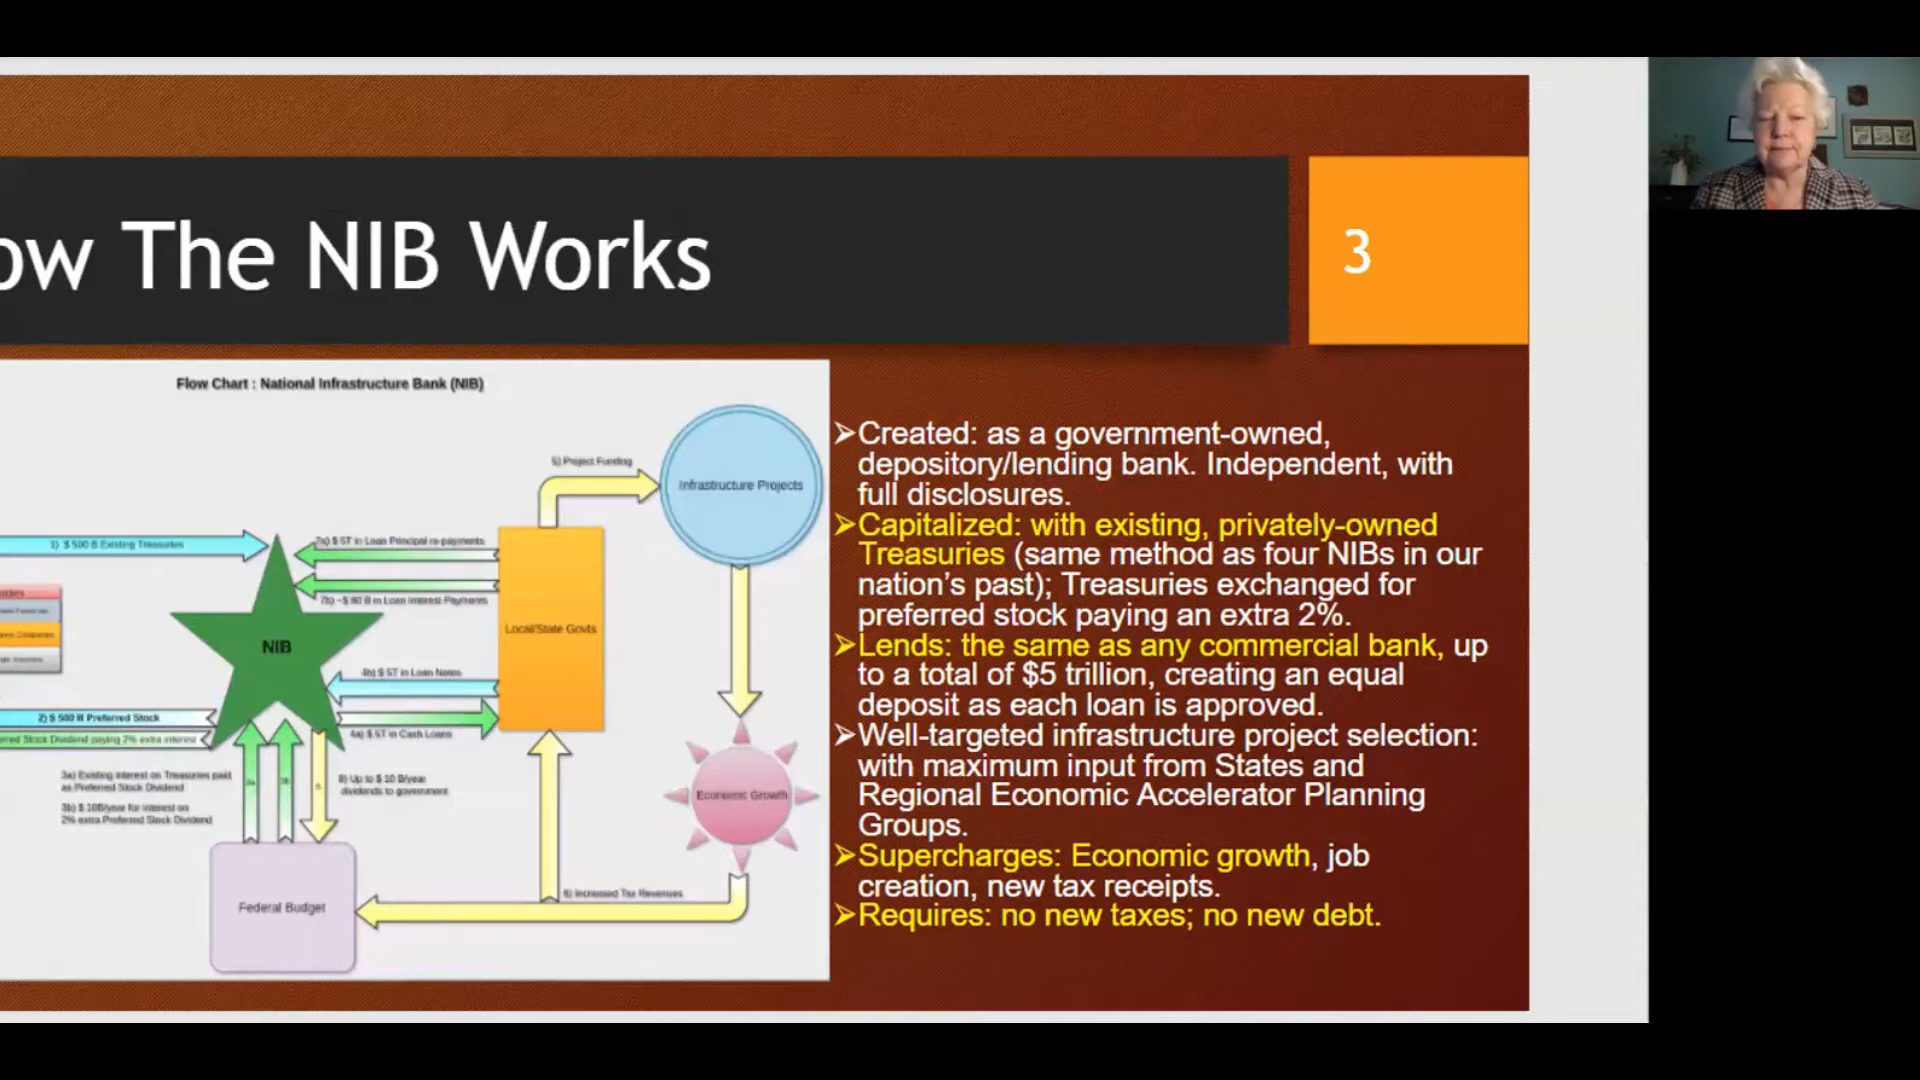 ow The NIB Works
3
Flow Chart : National Infrastructure Bank (NIB)
5) Project Funding
Infrastructure Projects
1) $ 500 B Existing Treasuries
7a) $ 5T in Loan Principal re-payments
7b) ~$ 80 B in Loan Interest Payments
Local/State Govts
NIB
4b) $ 5T in Loan Notes
2) $ 500 B Preferred Stock
4a) $ 5T in Cash Loans
Stock Dividend paying 2% extra interest
3a) Existing interest on Treasuries paid
as Preferred Stock Dividend
8) Up to $ 10 B/year
dividends to government
3b) $ 10B/year for interest on
2% extra Preferred Stock Dividend
Economic Growth
6) Increased Tax Revenues
Federal Budget
➢Created: as a government-owned,
depository/lending bank. Independent, with
full disclosures.
➢Capitalized: with existing, privately-owned
Treasuries (same method as four NIBs in our
nation’s past); Treasuries exchanged for
preferred stock paying an extra 2%.
➢Lends: the same as any commercial bank, up
to a total of $5 trillion, creating an equal
deposit as each loan is approved.
➢Well-targeted infrastructure project selection:
with maximum input from States and
Regional Economic Accelerator Planning
Groups.
➢Supercharges: Economic growth, job
creation, new tax receipts.
➢Requires: no new taxes; no new debt.